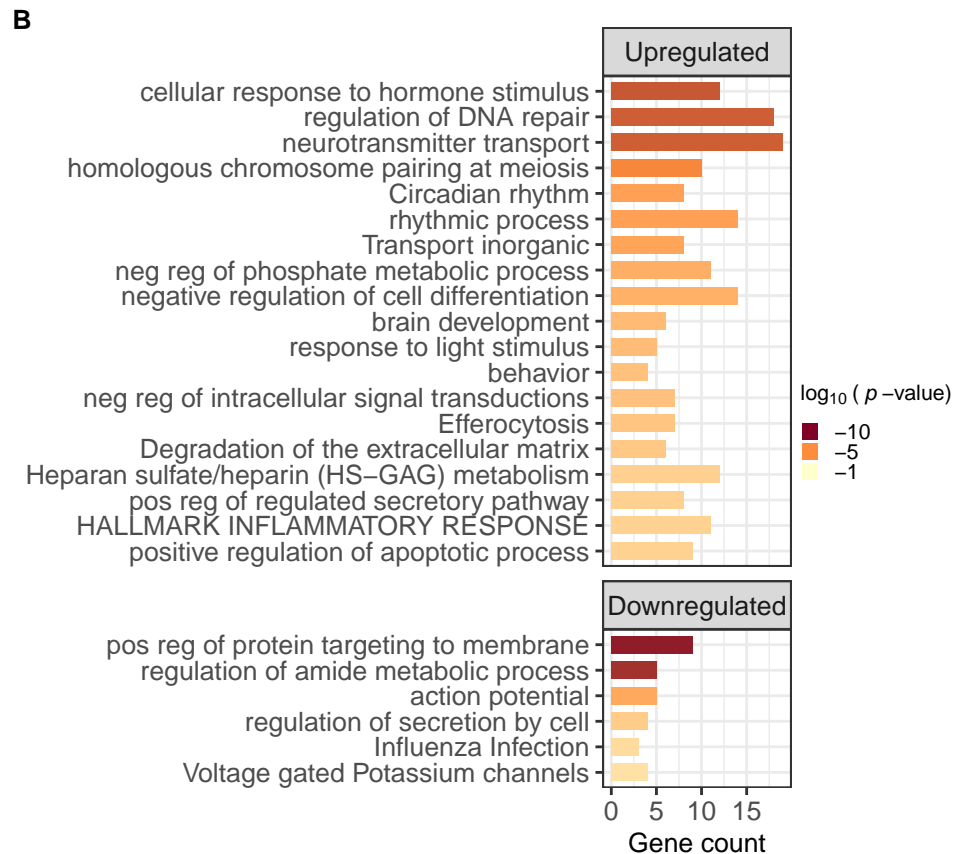 B
Upregulated
cellular response to hormone stimulus
regulation of DNA repair
neurotransmitter transport
homologous chromosome pairing at meiosis
Circadian rhythm
rhythmic process
Transport inorganic
neg reg of phosphate metabolic process
negative regulation of cell differentiation
brain development
response to light stimulus
behavior
neg reg of intracellular signal transductions
Efferocytosis
Degradation of the extracellular matrix
Heparan sulfate/heparin (HS−GAG) metabolism
pos reg of regulated secretory pathway
HALLMARK INFLAMMATORY RESPONSE
positive regulation of apoptotic process
log₁₀ ( p −value)
−10
−5
−1
Downregulated
pos reg of protein targeting to membrane
regulation of amide metabolic process
action potential
regulation of secretion by cell
Influenza Infection
Voltage gated Potassium channels
0 5 10 15
Gene count